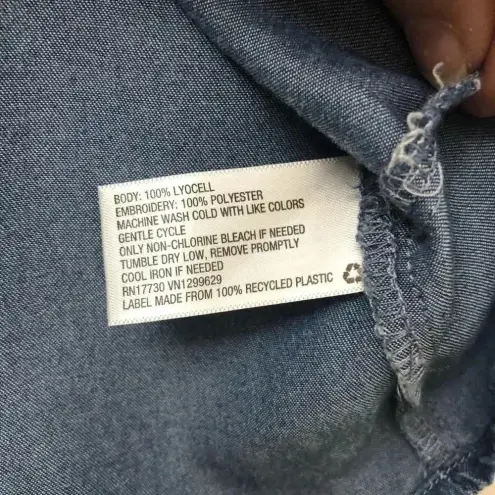 BODY: 100% LYOCELL
EMBROIDERY: 100% POLYESTER
MACHINE WASH COLD WITH LIKE COLORS
GENTLE CYCLE
ONLY NON-CHLORINE BLEACH IF NEEDED
TUMBLE DRY LOW, REMOVE PROMPTLY
COOL IRON IF NEEDED
RN17730 VN1299629
LABEL MADE FROM 100% RECYCLED PLASTIC